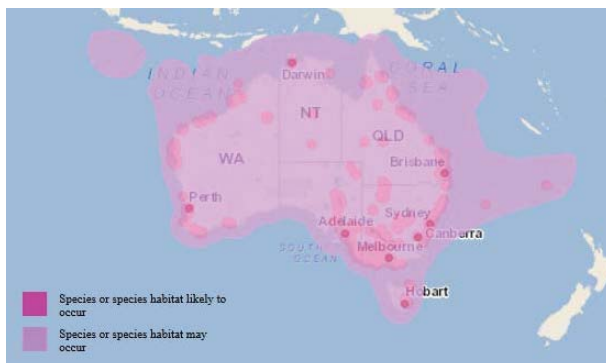 INDIAN
OCEAN
Darwin
CORAL
SEA
NT
QLD
WA
Brisbane
Perth
Sydney
Adelaide
Canberra
SOUTHERN
OCEAN
Melbourne
Hobart
Species or species habitat likely to
occur
Species or species habitat may
occur